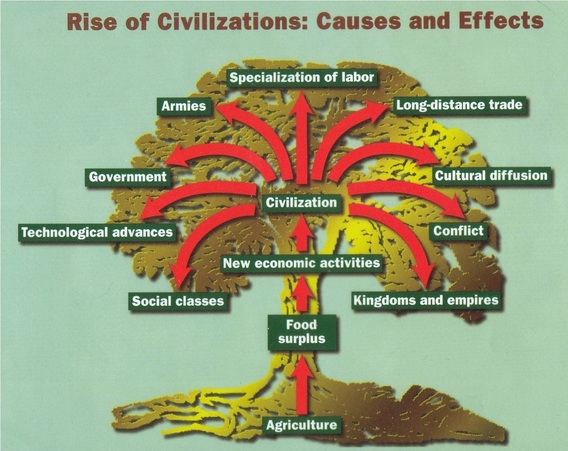 Rise of Civilizations: Causes and Effects
Specialization of labor
Armies
Long-distance trade
Government
Cultural diffusion
Civilization
Technological advances
Conflict
New economic activities
Social classes
Kingdoms and empires
Food
surplus
Agriculture